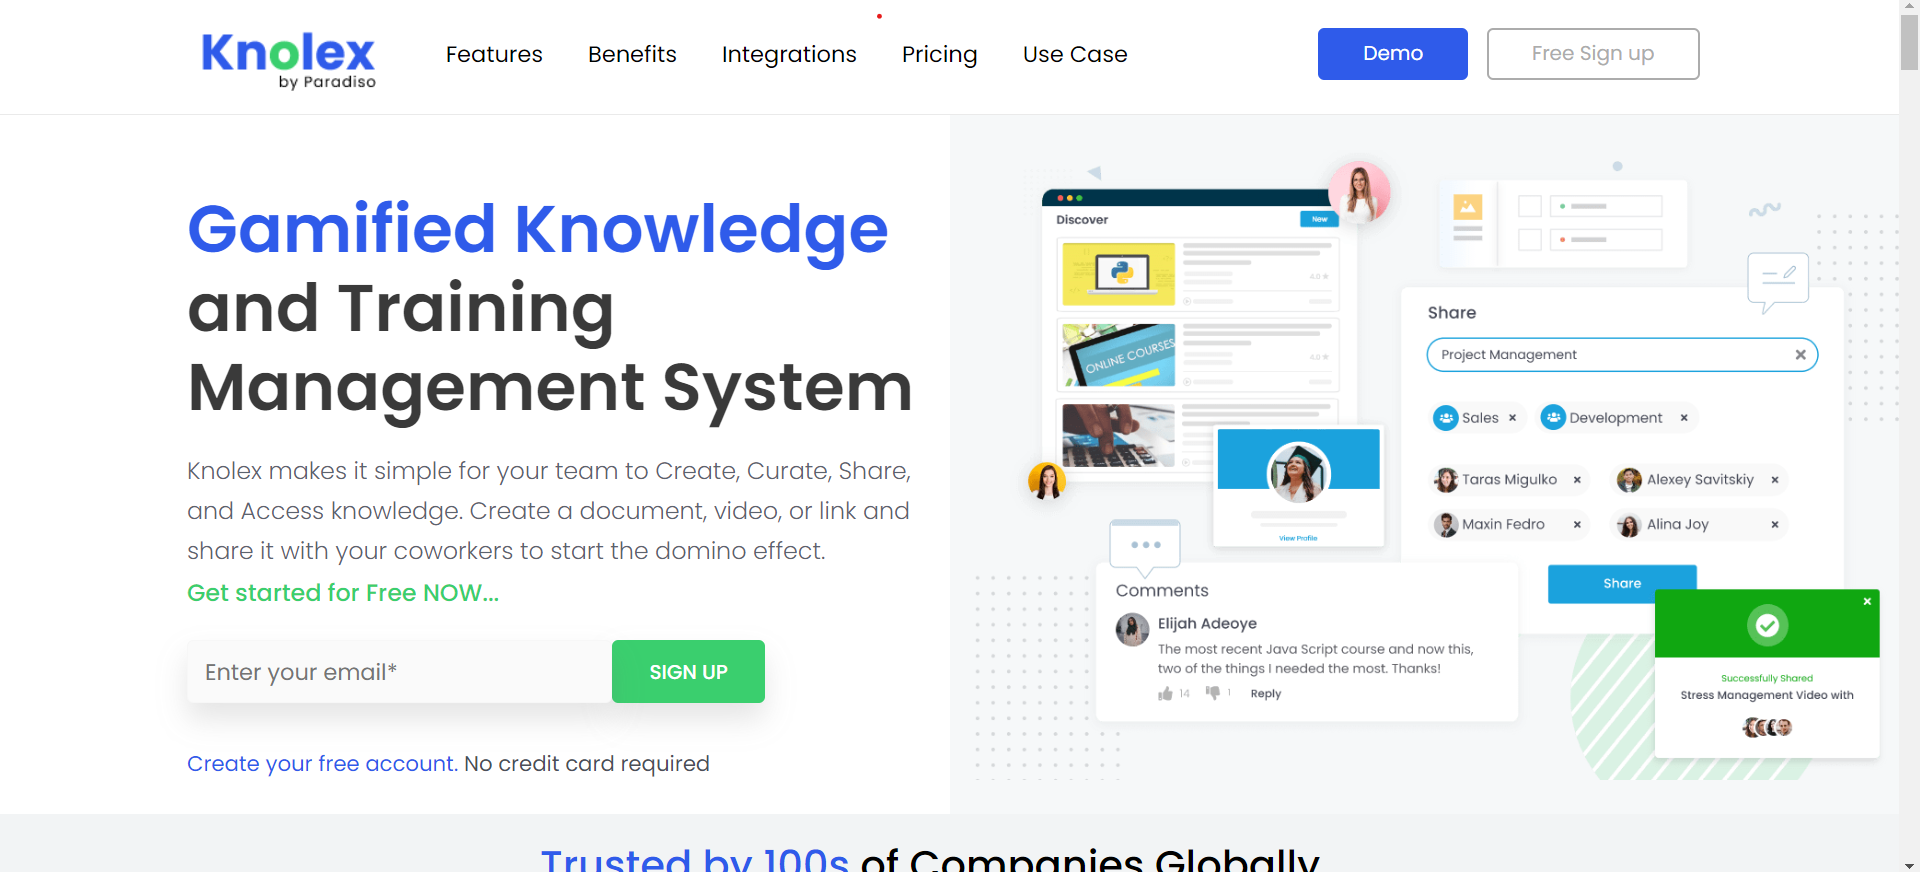 Knolex
by Paradiso
Features
Benefits
Integrations
Pricing
Use Case
Demo
Free Sign up
Gamified Knowledge
and Training
Management System
Knolex makes it simple for your team to Create, Curate, Share,
and Access knowledge. Create a document, video, or link and
share it with your coworkers to start the domino effect.
Get started for Free NOW...
Enter your email*
SIGN UP
Create your free account. No credit card required
Discover
New
4.0 ★
ONLINE COURSES
4.0 ★
View Profile
Share
Project Management
Sales
Development
Taras Migulko
Alexey Savitskiy
Maxin Fedro
Alina Joy
Share
Comments
Elijah Adeoye
The most recent Java Script course and now this,
two of the things I needed the most. Thanks!
14
1
Reply
Successfully Shared
Stress Management Video with
Trusted by 100s of Companies Globally